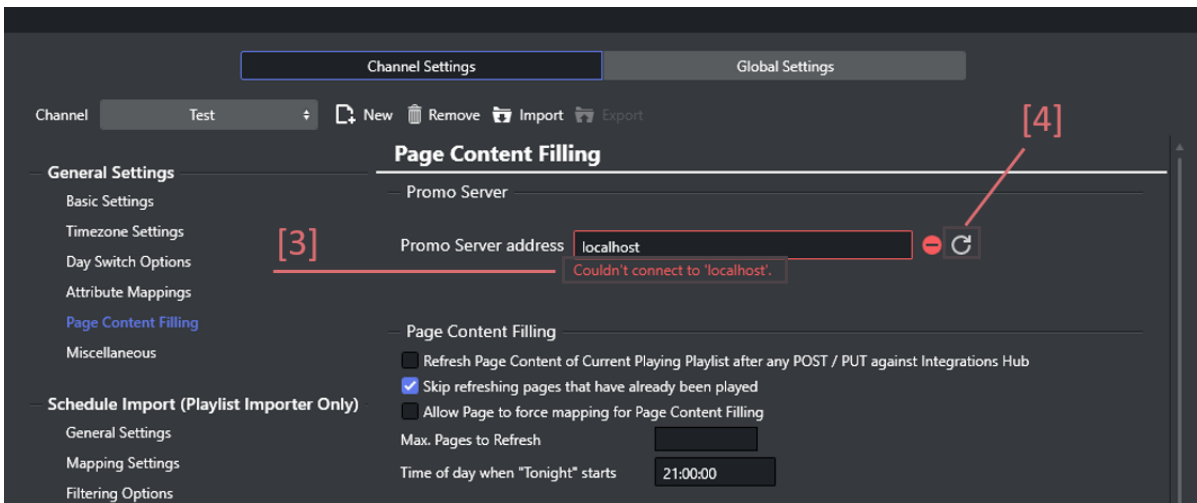 Channel Settings
Global Settings
Channel
Test
New
Remove
Import
Export
[4]
General Settings
Basic Settings
Timezone Settings
Day Switch Options
Attribute Mappings
Page Content Filling
Miscellaneous
Schedule Import (Playlist Importer Only)
General Settings
Mapping Settings
Filtering Options
Page Content Filling
Promo Server
Promo Server address
localhost
[3]
Couldn't connect to 'localhost'.
Page Content Filling
Refresh Page Content of Current Playing Playlist after any POST / PUT against Integrations Hub
Skip refreshing pages that have already been played
Allow Page to force mapping for Page Content Filling
Max. Pages to Refresh
Time of day when "Tonight" starts
21:00:00